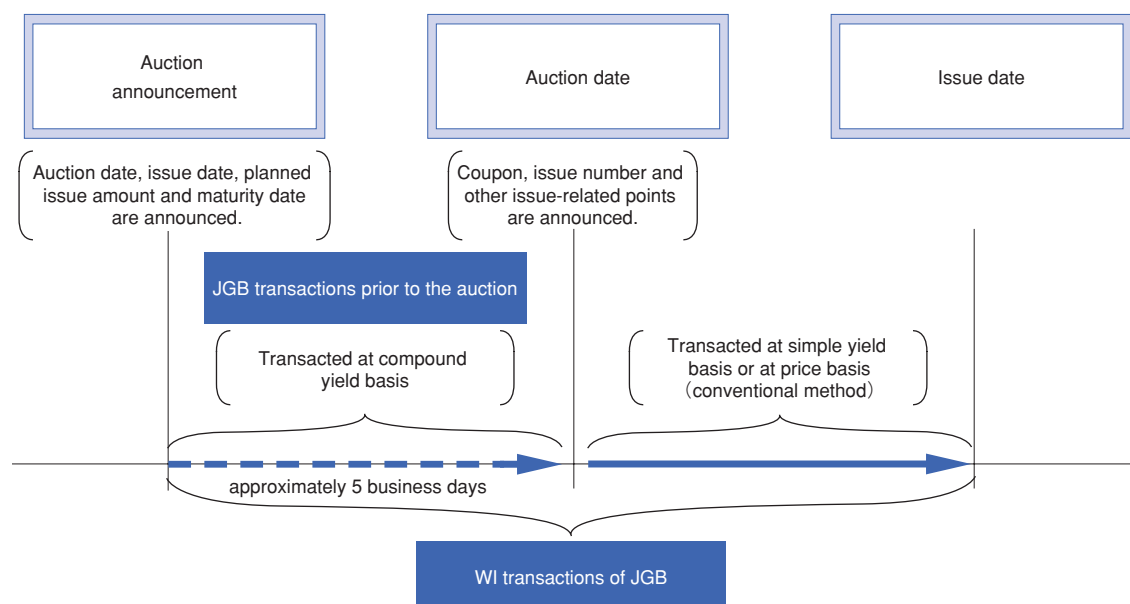 Auction
announcement
Auction date
Issue date
Auction date, issue date, planned
issue amount and maturity date
are announced.
Coupon, issue number and
other issue-related points
are announced.
JGB transactions prior to the auction
Transacted at compound
yield basis
Transacted at simple yield
basis or at price basis
（conventional method）
approximately 5 business days
WI transactions of JGB